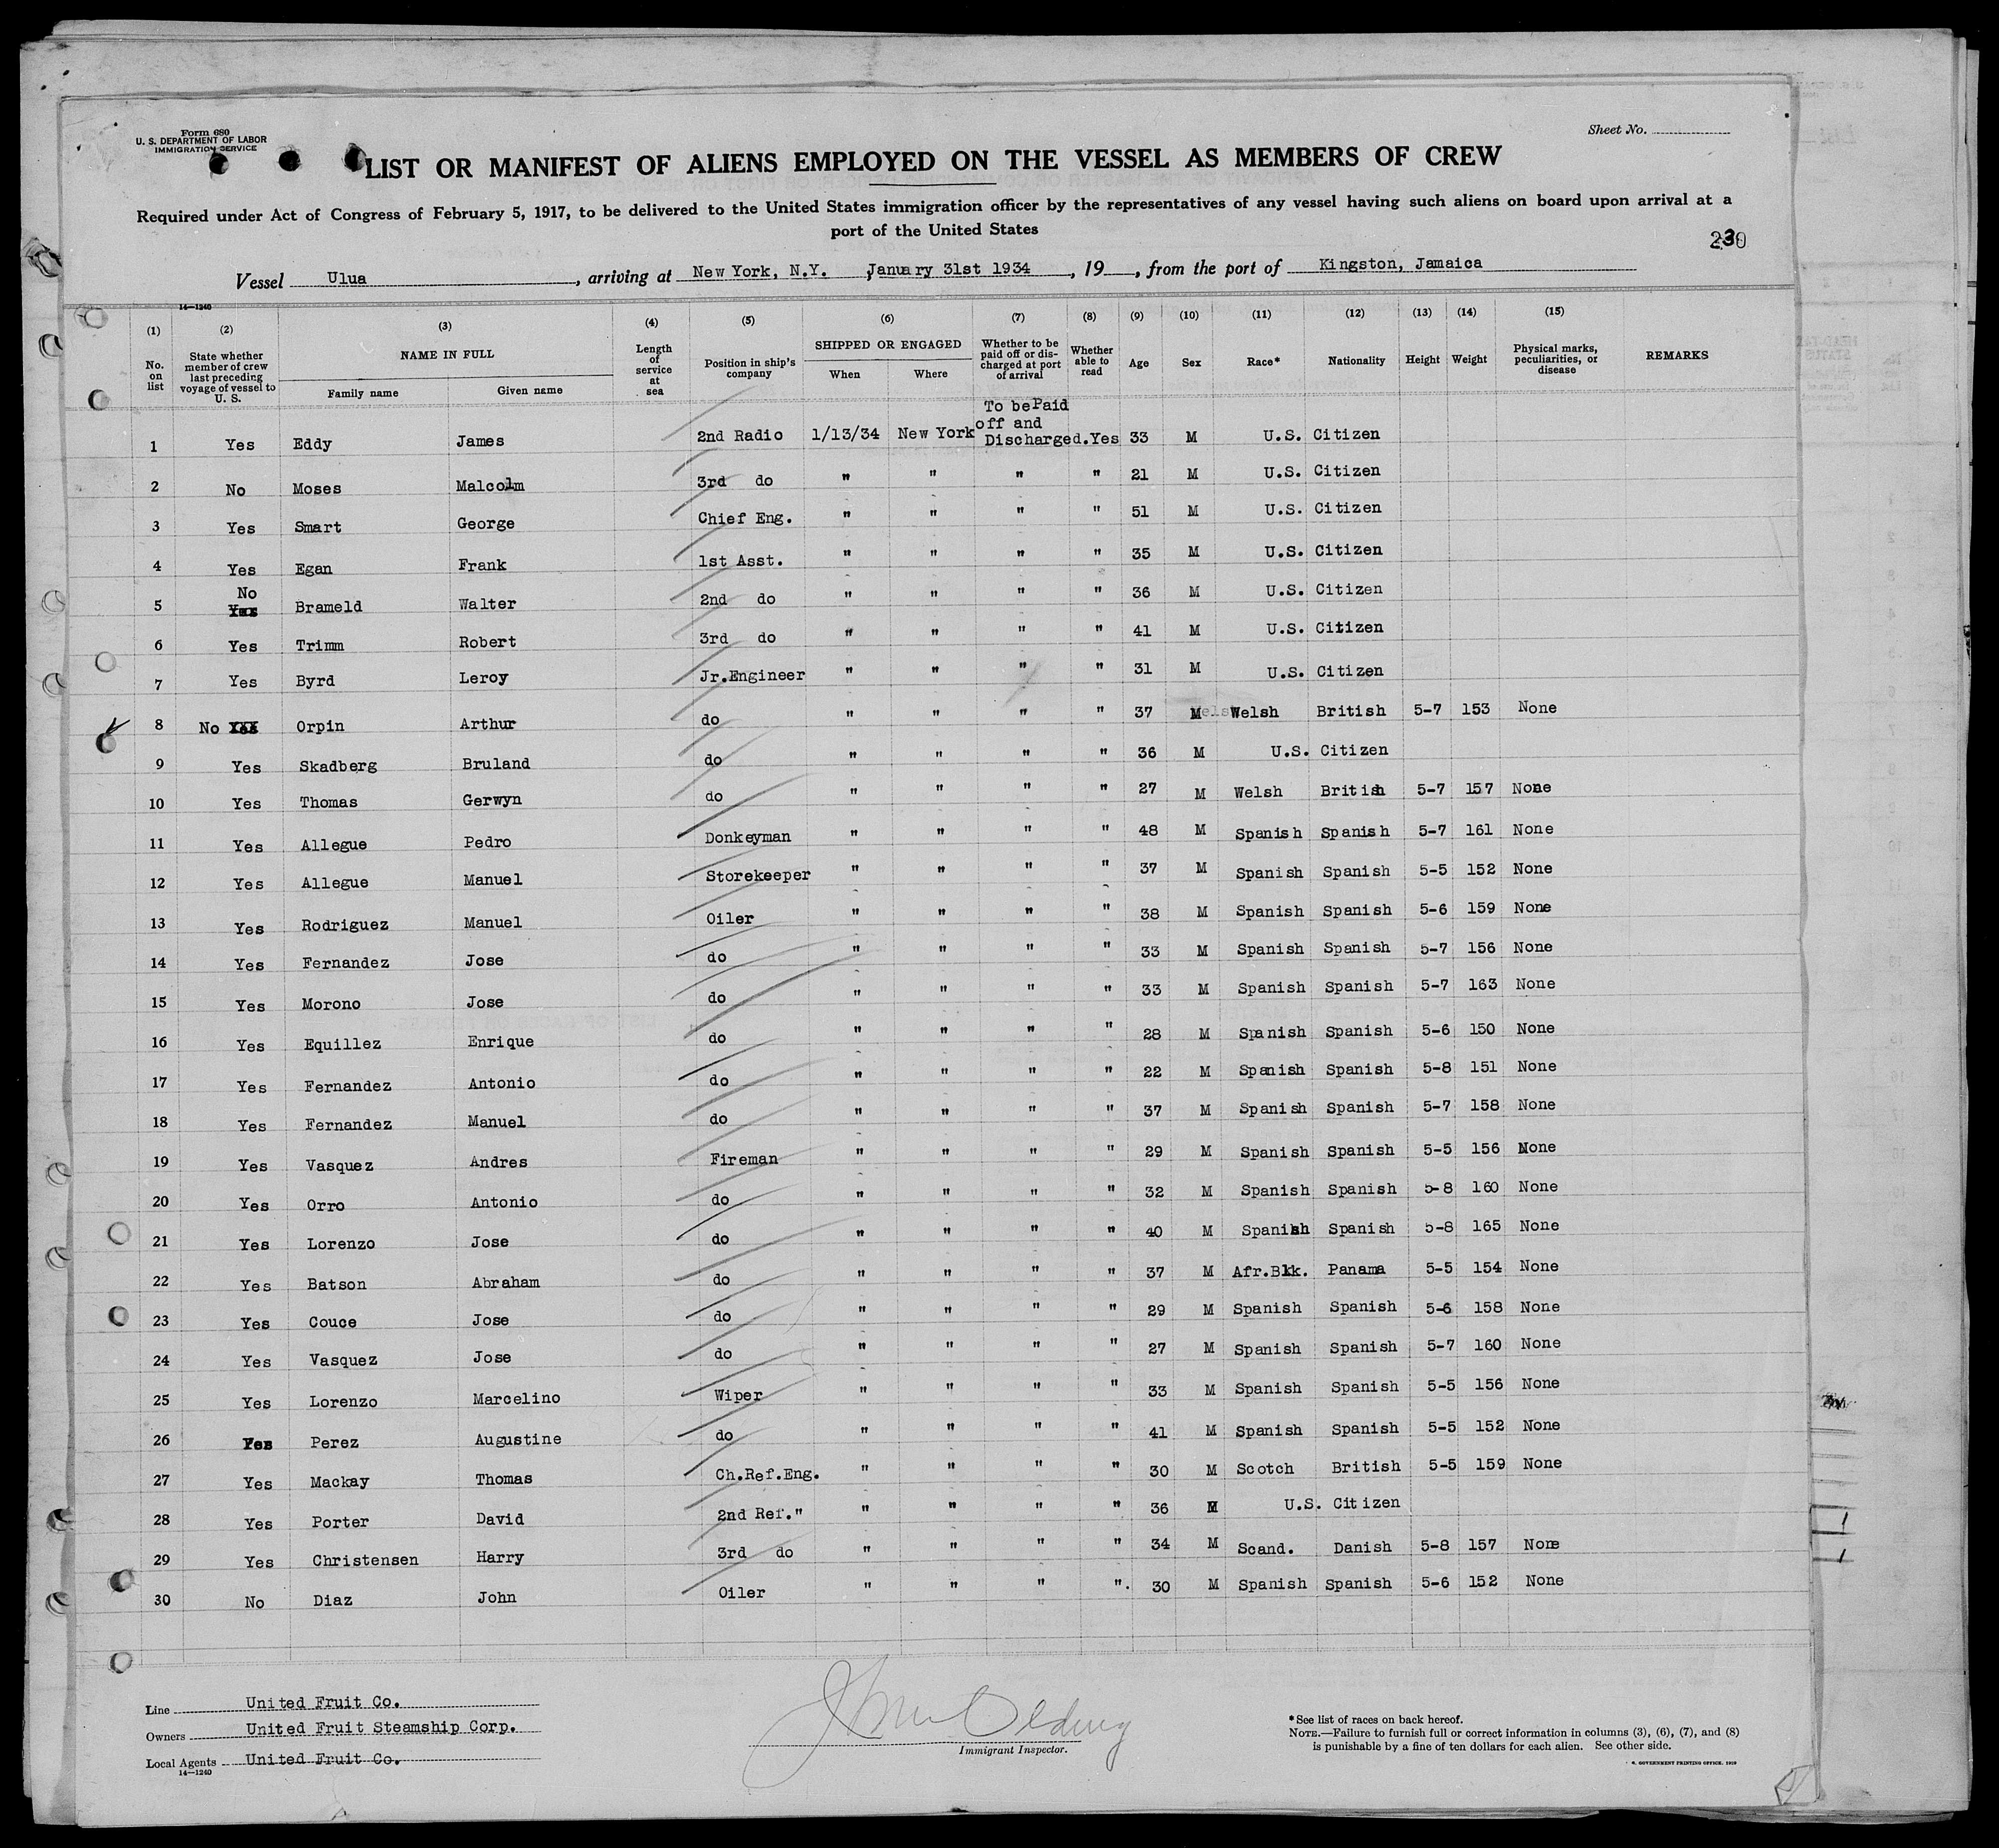 Form 680
U. S. DEPARTMENT OF LABOR
IMMIGRATION SERVICE
Sheet No.
LIST OR MANIFEST OF ALIENS EMPLOYED ON THE VESSEL AS MEMBERS OF CREW
Required under Act of Congress of February 5, 1917, to be delivered to the United States immigration officer by the representatives of any vessel having such aliens on board upon arrival at a
port of the United States
230
Vessel Ulua, arriving at New York, N.Y. January 31st 1934, 19, from the port of Kingston, Jamaica
14—1240
(1) (2) (3) (4) (5) (6) (7) (8) (9) (10) (11) (12) (13) (14) (15)
No. on list State whether member of crew last preceding voyage of vessel to U. S. NAME IN FULL Family name Given name Length of service at sea Position in ship's company SHIPPED OR ENGAGED When Where Whether to be paid off or discharged at port of arrival Whether able to read Age Sex Race* Nationality Height Weight Physical marks, peculiarities, or disease REMARKS
1 Yes Eddy James 2nd Radio 1/13/34 New York To be Paid off and Discharged. Yes 33 M U.S. Citizen
2 No Moses Malcolm 3rd do " " " " 21 M U.S. Citizen
3 Yes Smart George Chief Eng. " " " " 51 M U.S. Citizen
4 Yes Egan Frank 1st Asst. " " " " 35 M U.S. Citizen
5 No Yes Brameld Walter 2nd do " " " " 36 M U.S. Citizen
6 Yes Trimm Robert 3rd do " " " " 41 M U.S. Citizen
7 Yes Byrd Leroy Jr.Engineer " " " " 31 M U.S. Citizen
8 No Yes Orpin Arthur do " " " " 37 M Welsh British 5-7 153 None
9 Yes Skadberg Bruland do " " " " 36 M U.S. Citizen
10 Yes Thomas Gerwyn do " " " " 27 M Welsh British 5-7 157 None
11 Yes Allegue Pedro Donkeyman " " " " 48 M Spanish Spanish 5-7 161 None
12 Yes Allegue Manuel Storekeeper " " " " 37 M Spanish Spanish 5-5 152 None
13 Yes Rodriguez Manuel Oiler " " " " 38 M Spanish Spanish 5-6 159 None
14 Yes Fernandez Jose do " " " " 33 M Spanish Spanish 5-7 156 None
15 Yes Morono Jose do " " " " 33 M Spanish Spanish 5-7 163 None
16 Yes Equillez Enrique do " " " " 28 M Spanish Spanish 5-6 150 None
17 Yes Fernandez Antonio do " " " " 22 M Spanish Spanish 5-8 151 None
18 Yes Fernandez Manuel do " " " " 37 M Spanish Spanish 5-7 158 None
19 Yes Vasquez Andres Fireman " " " " 29 M Spanish Spanish 5-5 156 None
20 Yes Orro Antonio do " " " " 32 M Spanish Spanish 5-8 160 None
21 Yes Lorenzo Jose do " " " " 40 M Spanish Spanish 5-8 165 None
22 Yes Batson Abraham do " " " " 37 M Afr.Blk. Panama 5-5 154 None
23 Yes Couce Jose do " " " " 29 M Spanish Spanish 5-6 158 None
24 Yes Vasquez Jose do " " " " 27 M Spanish Spanish 5-7 160 None
25 Yes Lorenzo Marcelino Wiper " " " " 33 M Spanish Spanish 5-5 156 None
26 Yes Perez Augustine do " " " " 41 M Spanish Spanish 5-5 152 None
27 Yes Mackay Thomas Ch.Ref.Eng. " " " " 30 M Scotch British 5-5 159 None
28 Yes Porter David 2nd Ref." " " " " 36 M U.S. Citizen
29 Yes Christensen Harry 3rd do " " " " 34 M Scand. Danish 5-8 157 None
30 No Diaz John Oiler " " " ". 30 M Spanish Spanish 5-6 152 None
Line United Fruit Co.
Owners United Fruit Steamship Corp.
Local Agents United Fruit Co.
14—1240
Immigrant Inspector.
*See list of races on back hereof.
NOTE.—Failure to furnish full or correct information in columns (3), (6), (7), and (8)
is punishable by a fine of ten dollars for each alien. See other side.
GOVERNMENT PRINTING OFFICE. 1929